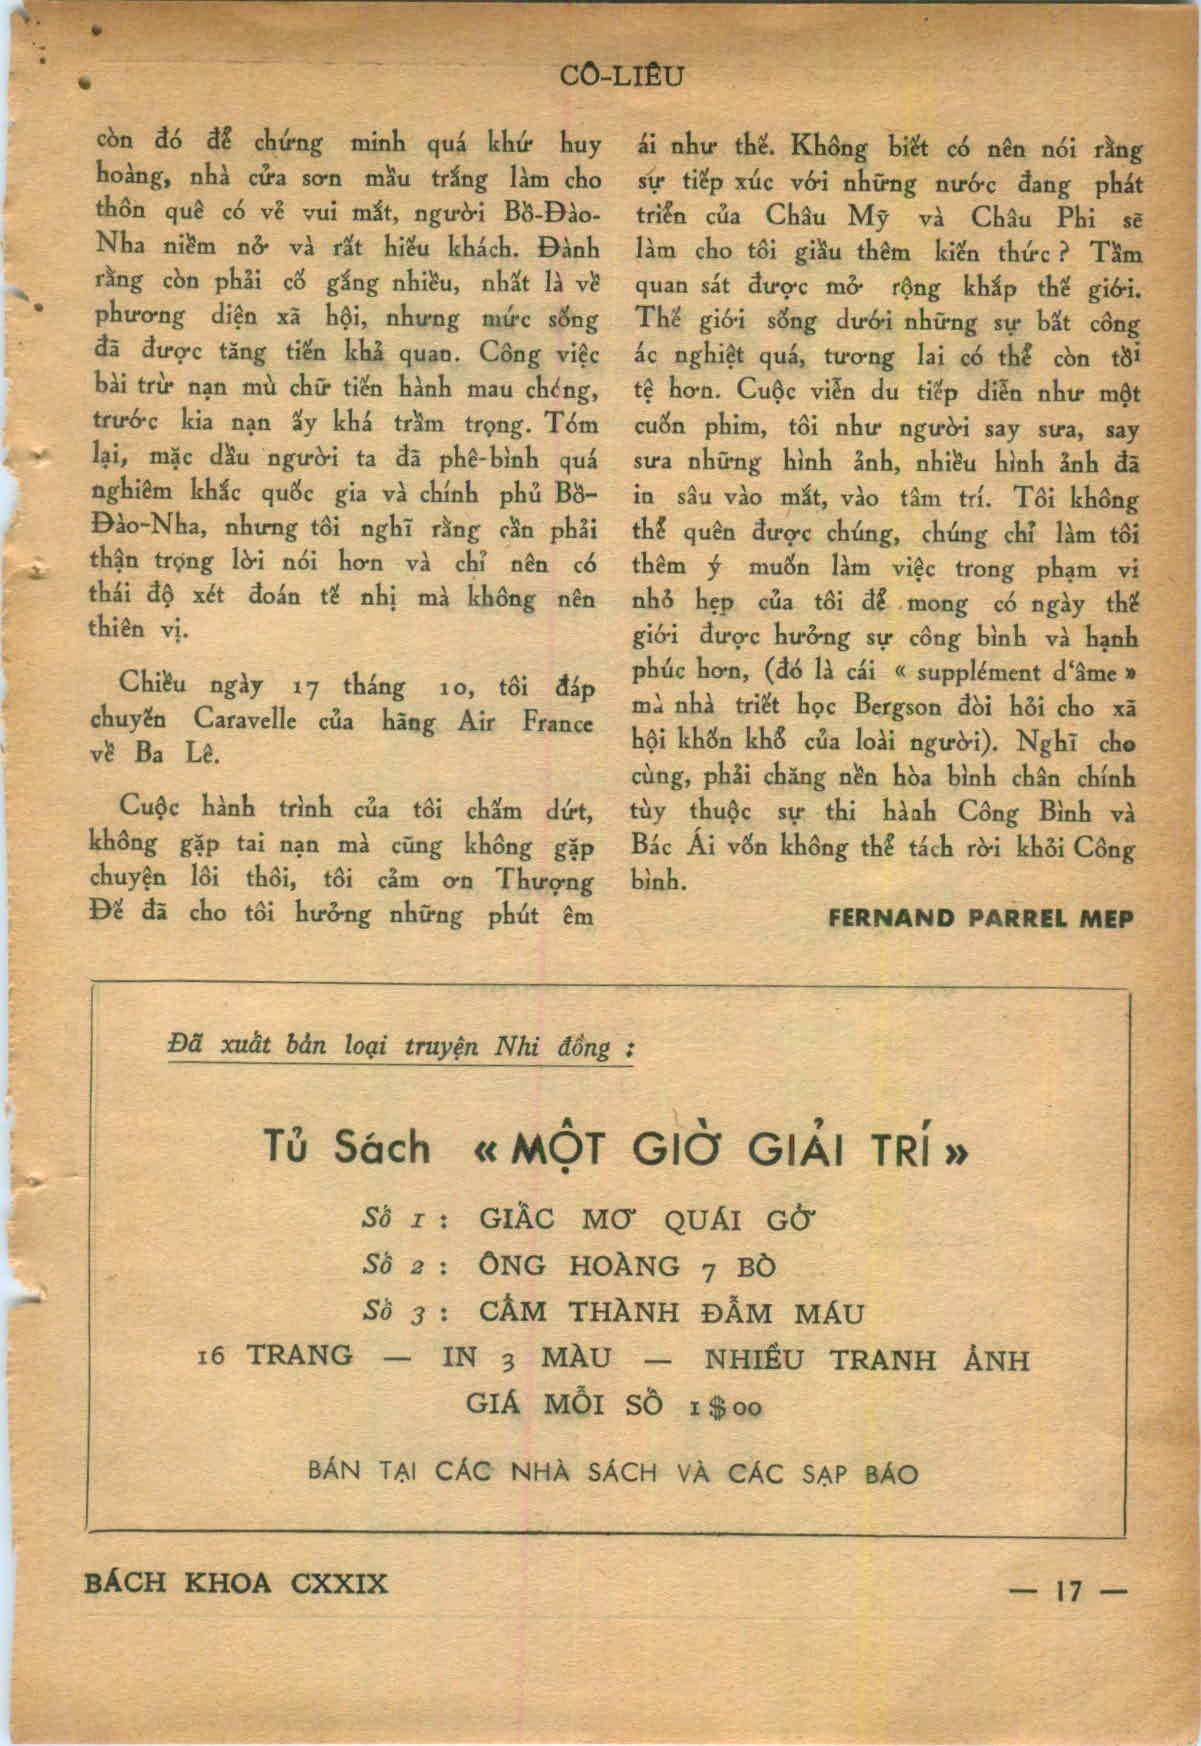 CÔ-LIÊU
còn đó để chứng minh quá khứ huy
hoàng, nhà cửa sơn mầu trắng làm cho
thôn quê có vẻ vui mắt, người Bồ-Đào-
Nha niềm nở và rất hiếu khách. Đành
rằng còn phải cố gắng nhiều, nhất là về
phương diện xã hội, nhưng mức sống
đã được tăng tiến khả quan. Công việc
bài trừ nạn mù chữ tiến hành mau chóng,
trước kia nạn ấy khá trầm trọng. Tóm
lại, mặc dầu người ta đã phê-bình quá
nghiêm khắc quốc gia và chính phủ Bồ-
Đào-Nha, nhưng tôi nghĩ rằng cần phải
thận trọng lời nói hơn và chỉ nên có
thái độ xét đoán tế nhị mà không nên
thiên vị.
Chiều ngày 17 tháng 10, tôi đáp
chuyến Caravelle của hãng Air France
về Ba Lê.
Cuộc hành trình của tôi chấm dứt,
không gặp tai nạn mà cũng không gặp
chuyện lôi thôi, tôi cảm ơn Thượng
Đế đã cho tôi hưởng những phút êm
ái như thế. Không biết có nên nói rằng
sự tiếp xúc với những nước đang phát
triển của Châu Mỹ và Châu Phi sẽ
làm cho tôi giầu thêm kiến thức ? Tầm
quan sát được mở rộng khắp thế giới.
Thế giới sống dưới những sự bất công
ác nghiệt quá, tương lai có thể còn tồi
tệ hơn. Cuộc viễn du tiếp diễn như một
cuốn phim, tôi như người say sưa, say
sưa những hình ảnh, nhiều hình ảnh đã
in sâu vào mắt, vào tâm trí. Tôi không
thể quên được chúng, chúng chỉ làm tôi
thêm ý muốn làm việc trong phạm vi
nhỏ hẹp của tôi để mong có ngày thế
giới được hưởng sự công bình và hạnh
phúc hơn, (đó là cái « supplément d‘âme »
mà nhà triết học Bergson đòi hỏi cho xã
hội khốn khổ của loài người). Nghĩ cho
cùng, phải chăng nền hòa bình chân chính
tùy thuộc sự thi hành Công Bình và
Bác Ái vốn không thể tách rời khỏi Công
bình.
FERNAND PARREL MEP
Đã xuất bản loại truyện Nhi đồng :
Tủ Sách « MỘT GIỜ GIẢI TRÍ »
Số 1 : GIẤC MƠ QUÁI GỞ
Số 2 : ÔNG HOÀNG 7 BÒ
Số 3 : CẤM THÀNH ĐẪM MÁU
16 TRANG — IN 3 MÀU — NHIỀU TRANH ẢNH
GIÁ MỖI SỐ 1$00
BÁN TẠI CÁC NHÀ SÁCH VÀ CÁC SẠP BÁO
BÁCH KHOA CXXIX
— 17 —